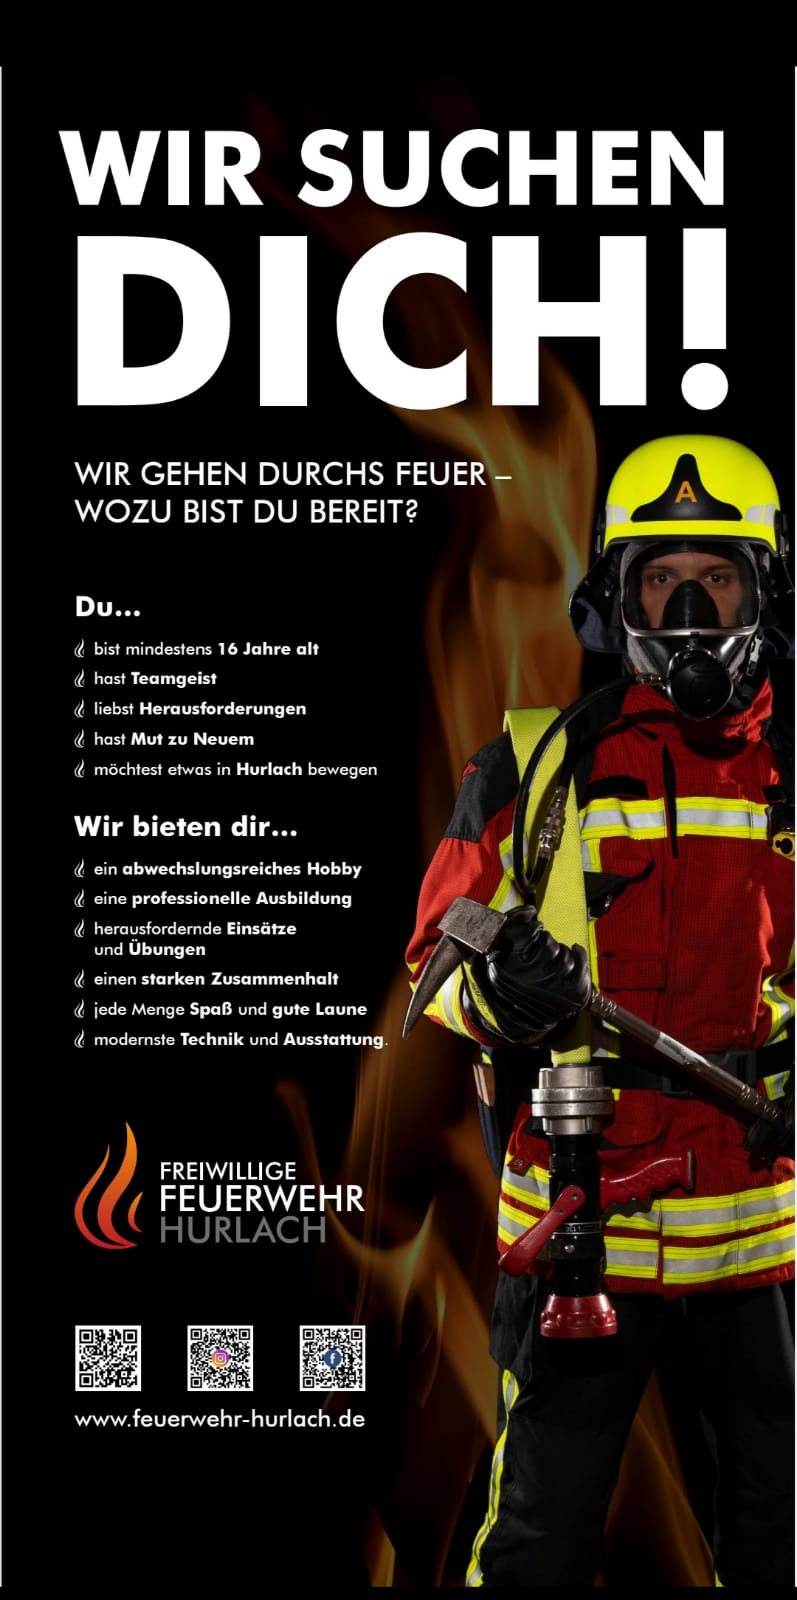 WIR SUCHEN
DICH!
WIR GEHEN DURCHS FEUER –
WOZU BIST DU BEREIT?
Du...
bist mindestens 16 Jahre alt
hast Teamgeist
liebst Herausforderungen
hast Mut zu Neuem
möchtest etwas in Hurlach bewegen
Wir bieten dir...
ein abwechslungsreiches Hobby
eine professionelle Ausbildung
herausfordernde Einsätze
und Übungen
einen starken Zusammenhalt
jede Menge Spaß und gute Laune
modernste Technik und Ausstattung.
FREIWILLIGE
FEUERWEHR
HURLACH
www.feuerwehr-hurlach.de
A